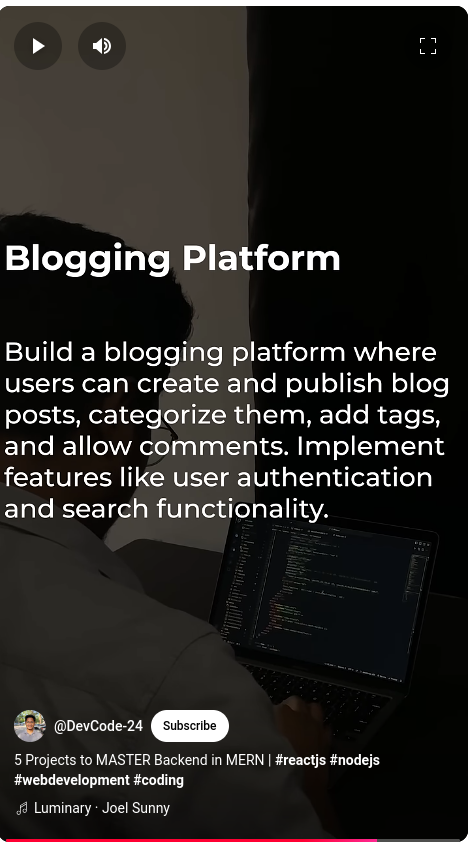 Blogging Platform
Build a blogging platform where
users can create and publish blog
posts, categorize them, add tags,
and allow comments. Implement
features like user authentication
and search functionality.
@DevCode-24 Subscribe
5 Projects to MASTER Backend in MERN | #reactjs #nodejs
#webdevelopment #coding
Luminary · Joel Sunny